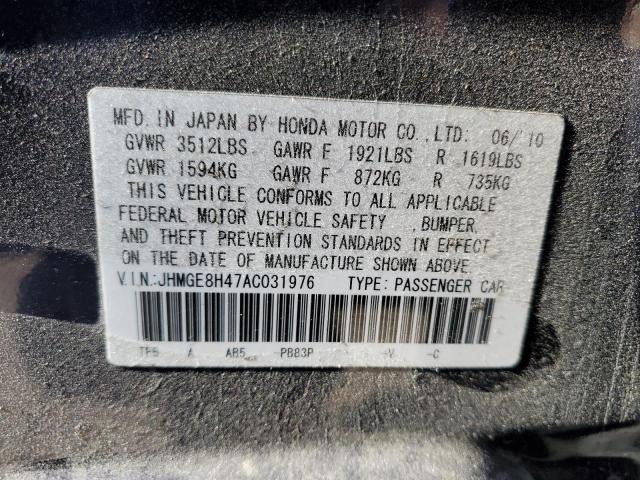 MFD. IN JAPAN BY HONDA MOTOR CO.,LTD: 06/'10
GVWR 3512LBS GAWR F 1921LBS R 1619LBS
GVWR 1594KG GAWR F 872KG R 735KG
THIS VEHICLE CONFORMS TO ALL APPLICABLE
FEDERAL MOTOR VEHICLE SAFETY ,BUMPER,
AND THEFT PREVENTION STANDARDS IN EFFECT
ON THE DATE OF MANUFACTURE SHOWN ABOVE.
V.I.N.:JHMGE8H47AC031976 TYPE: PASSENGER CAR
TF5 A AB5 -PB83P -V -C